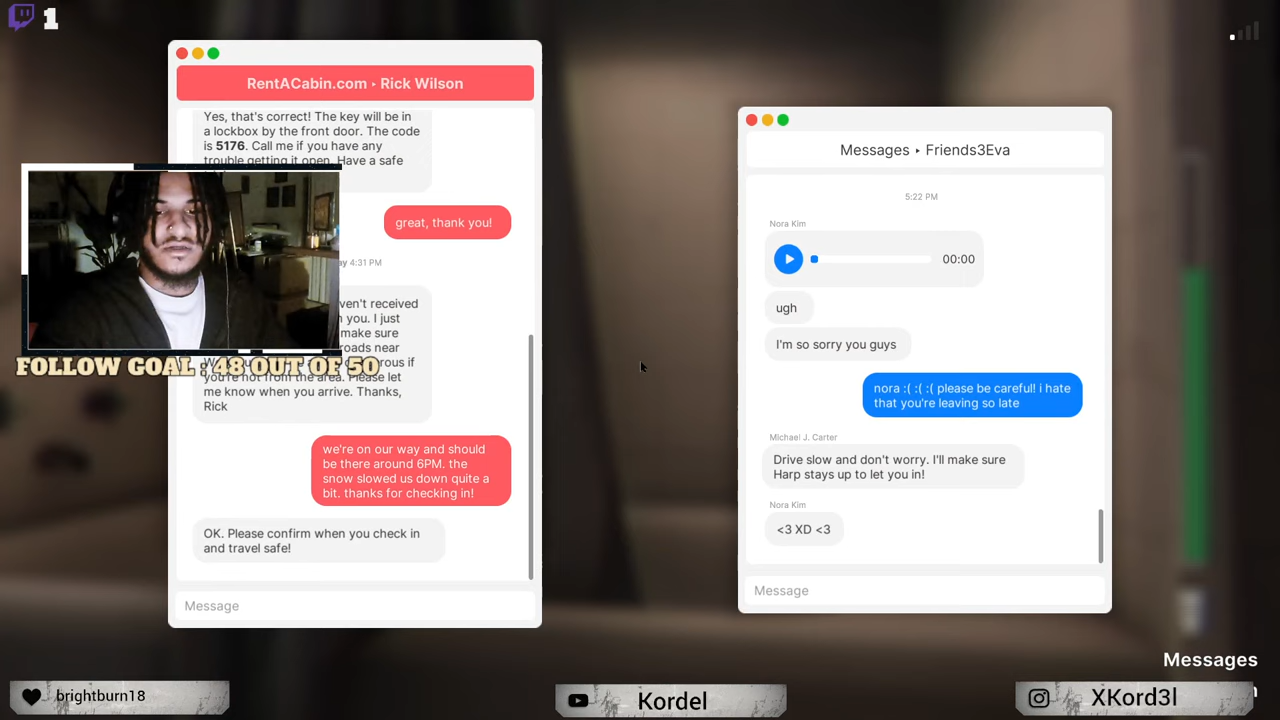 1
RentACabin.com ▸ Rick Wilson
Yes, that's correct! The key will be in
a lockbox by the front door. The code
is 5176. Call me if you have any
trouble getting it open. Have a safe
great, thank you!
4:31 PM
haven't received
you. I just
make sure
roads near
if
you're not from the area. Please let
me know when you arrive. Thanks,
Rick
we're on our way and should
be there around 6PM. the
snow slowed us down quite a
bit. thanks for checking in!
OK. Please confirm when you check in
and travel safe!
Message
FOLLOW GOAL : 48 OUT OF 50
Messages ▸ Friends3Eva
5:22 PM
Nora Kim
00:00
ugh
I'm so sorry you guys
nora :( :( :( please be careful! i hate
that you're leaving so late
Michael J. Carter
Drive slow and don't worry. I'll make sure
Harp stays up to let you in!
Nora Kim
<3 XD <3
Message
Messages
brightburn18
Kordel
XKord3l